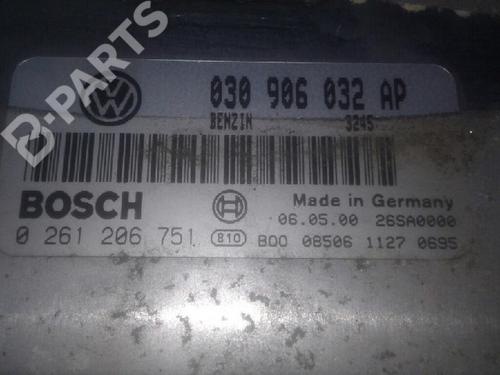 B-PARTS
030 906 032 AP
BENZIN 3245
BOSCH
Made in Germany
06.05.00 26SA0000
0 261 206 751 B10 B00 08506 1127 0695